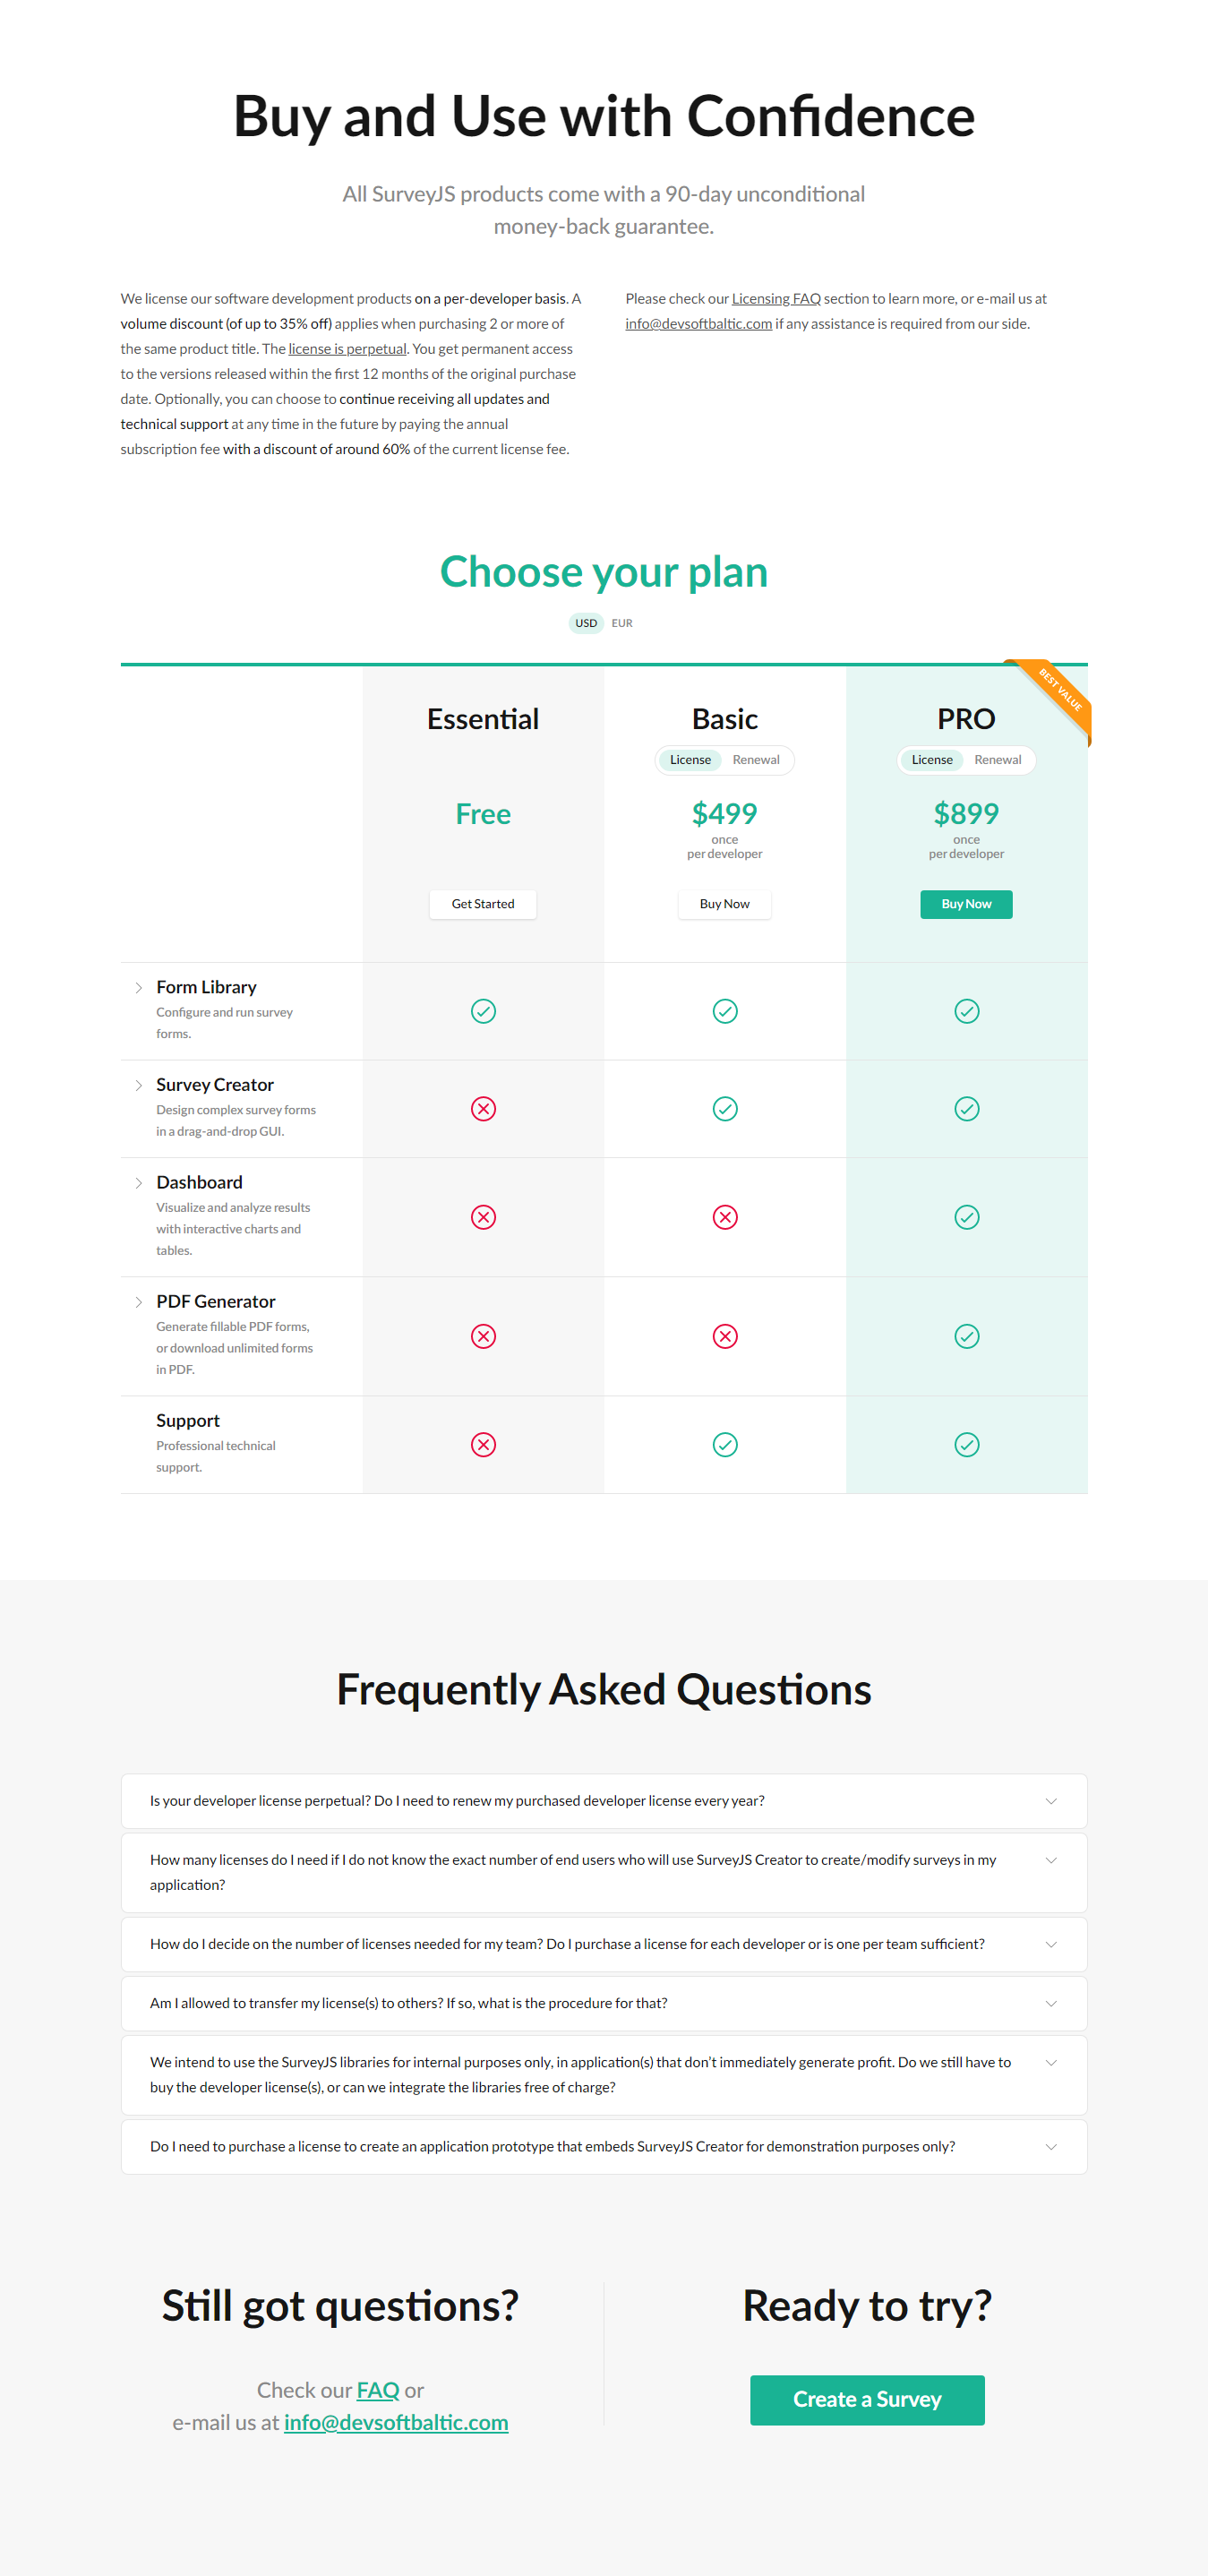 Buy and Use with Confidence
All SurveyJS products come with a 90-day unconditional
money-back guarantee.
We license our software development products on a per-developer basis. A
volume discount (of up to 35% off) applies when purchasing 2 or more of
the same product title. The license is perpetual. You get permanent access
to the versions released within the first 12 months of the original purchase
date. Optionally, you can choose to continue receiving all updates and
technical support at any time in the future by paying the annual
subscription fee with a discount of around 60% of the current license fee.
Please check our Licensing FAQ section to learn more, or e-mail us at
info@devsoftbaltic.com if any assistance is required from our side.
Choose your plan
USD EUR
BEST VALUE
Essential
Free
Get Started
Basic
License Renewal
$499
once
per developer
Buy Now
PRO
License Renewal
$899
once
per developer
Buy Now
Form Library
Configure and run survey
forms.
Survey Creator
Design complex survey forms
in a drag-and-drop GUI.
Dashboard
Visualize and analyze results
with interactive charts and
tables.
PDF Generator
Generate fillable PDF forms,
or download unlimited forms
in PDF.
Support
Professional technical
support.
Frequently Asked Questions
Is your developer license perpetual? Do I need to renew my purchased developer license every year?
How many licenses do I need if I do not know the exact number of end users who will use SurveyJS Creator to create/modify surveys in my
application?
How do I decide on the number of licenses needed for my team? Do I purchase a license for each developer or is one per team sufficient?
Am I allowed to transfer my license(s) to others? If so, what is the procedure for that?
We intend to use the SurveyJS libraries for internal purposes only, in application(s) that don't immediately generate profit. Do we still have to
buy the developer license(s), or can we integrate the libraries free of charge?
Do I need to purchase a license to create an application prototype that embeds SurveyJS Creator for demonstration purposes only?
Still got questions?
Check our FAQ or
e-mail us at info@devsoftbaltic.com
Ready to try?
Create a Survey